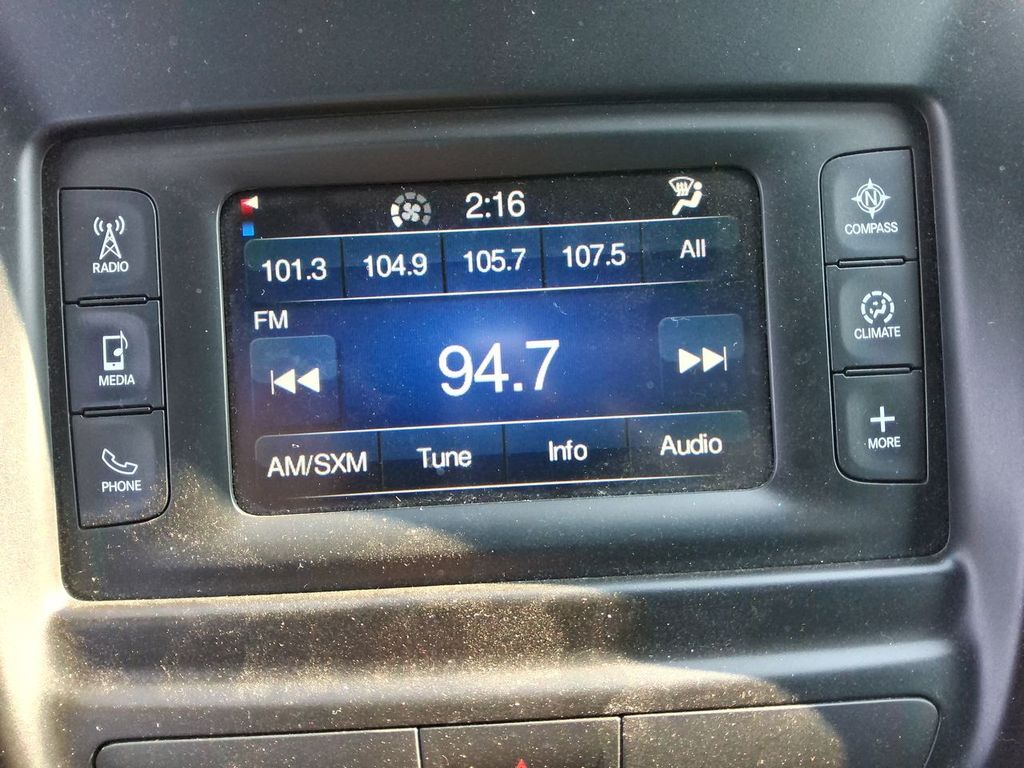 2:16
101.3 104.9 105.7 107.5 All
FM
94.7
AM/SXM Tune Info Audio
RADIO
MEDIA
PHONE
N
COMPASS
CLIMATE
MORE